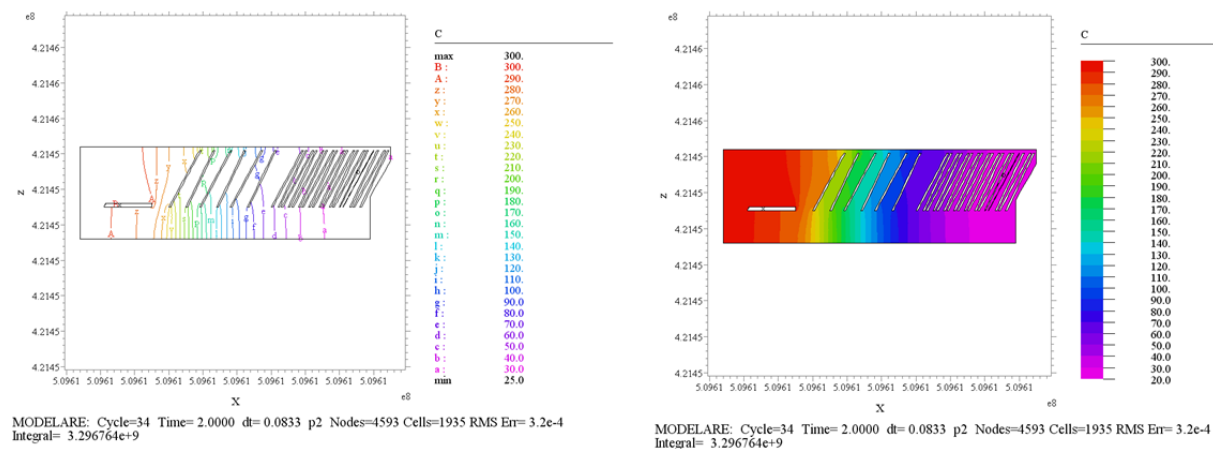 e8
C
4.2146
4.2146
4.2146
4.2145
4.2145
4.2145
4.2145
4.2145
z
max 300.
B : 300.
A : 290.
z : 280.
y : 270.
x : 260.
w : 250.
v : 240.
u : 230.
t : 220.
s : 210.
r : 200.
q : 190.
p : 180.
o : 170.
n : 160.
m : 150.
l : 140.
k : 130.
j : 120.
i : 110.
h : 100.
g : 90.0
f : 80.0
e : 70.0
d : 60.0
c : 50.0
b : 40.0
a : 30.0
min 25.0
5.0961 5.0961 5.0961 5.0961 5.0961 5.0961 5.0961 5.0961 5.0961
e8
X
MODELARE: Cycle=34 Time= 2.0000 dt= 0.0833 p2 Nodes=4593 Cells=1935 RMS Err= 3.2e-4
Integral= 3.296764e+9
e8
C
4.2146
4.2146
4.2146
4.2145
4.2145
4.2145
4.2145
4.2145
z
300.
290.
280.
270.
260.
250.
240.
230.
220.
210.
200.
190.
180.
170.
160.
150.
140.
130.
120.
110.
100.
90.0
80.0
70.0
60.0
50.0
40.0
30.0
20.0
5.0961 5.0961 5.0961 5.0961 5.0961 5.0961 5.0961 5.0961 5.0961
e8
X
MODELARE: Cycle=34 Time= 2.0000 dt= 0.0833 p2 Nodes=4593 Cells=1935 RMS Err= 3.2e-4
Integral= 3.296764e+9